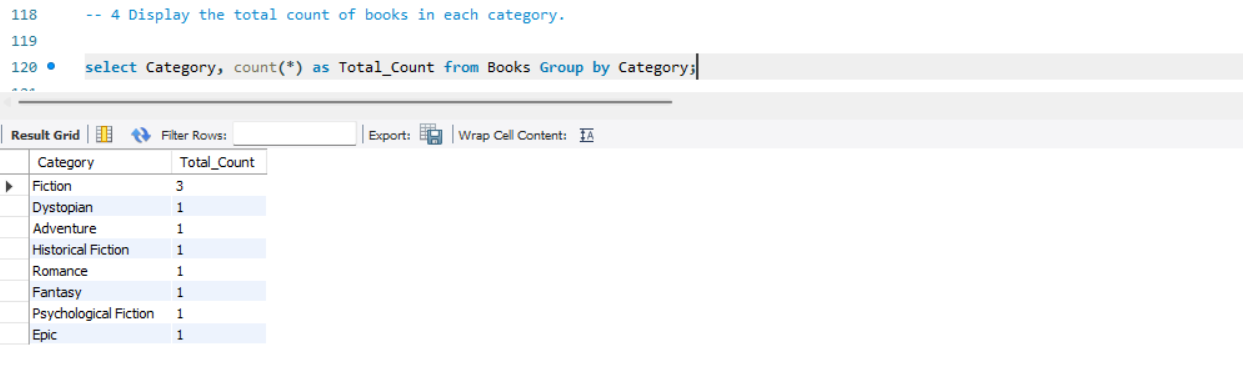 118 -- 4 Display the total count of books in each category.
119
120 select Category, count(*) as Total_Count from Books Group by Category;
Result Grid Filter Rows: Export: Wrap Cell Content: IA
Category Total_Count
Fiction 3
Dystopian 1
Adventure 1
Historical Fiction 1
Romance 1
Fantasy 1
Psychological Fiction 1
Epic 1